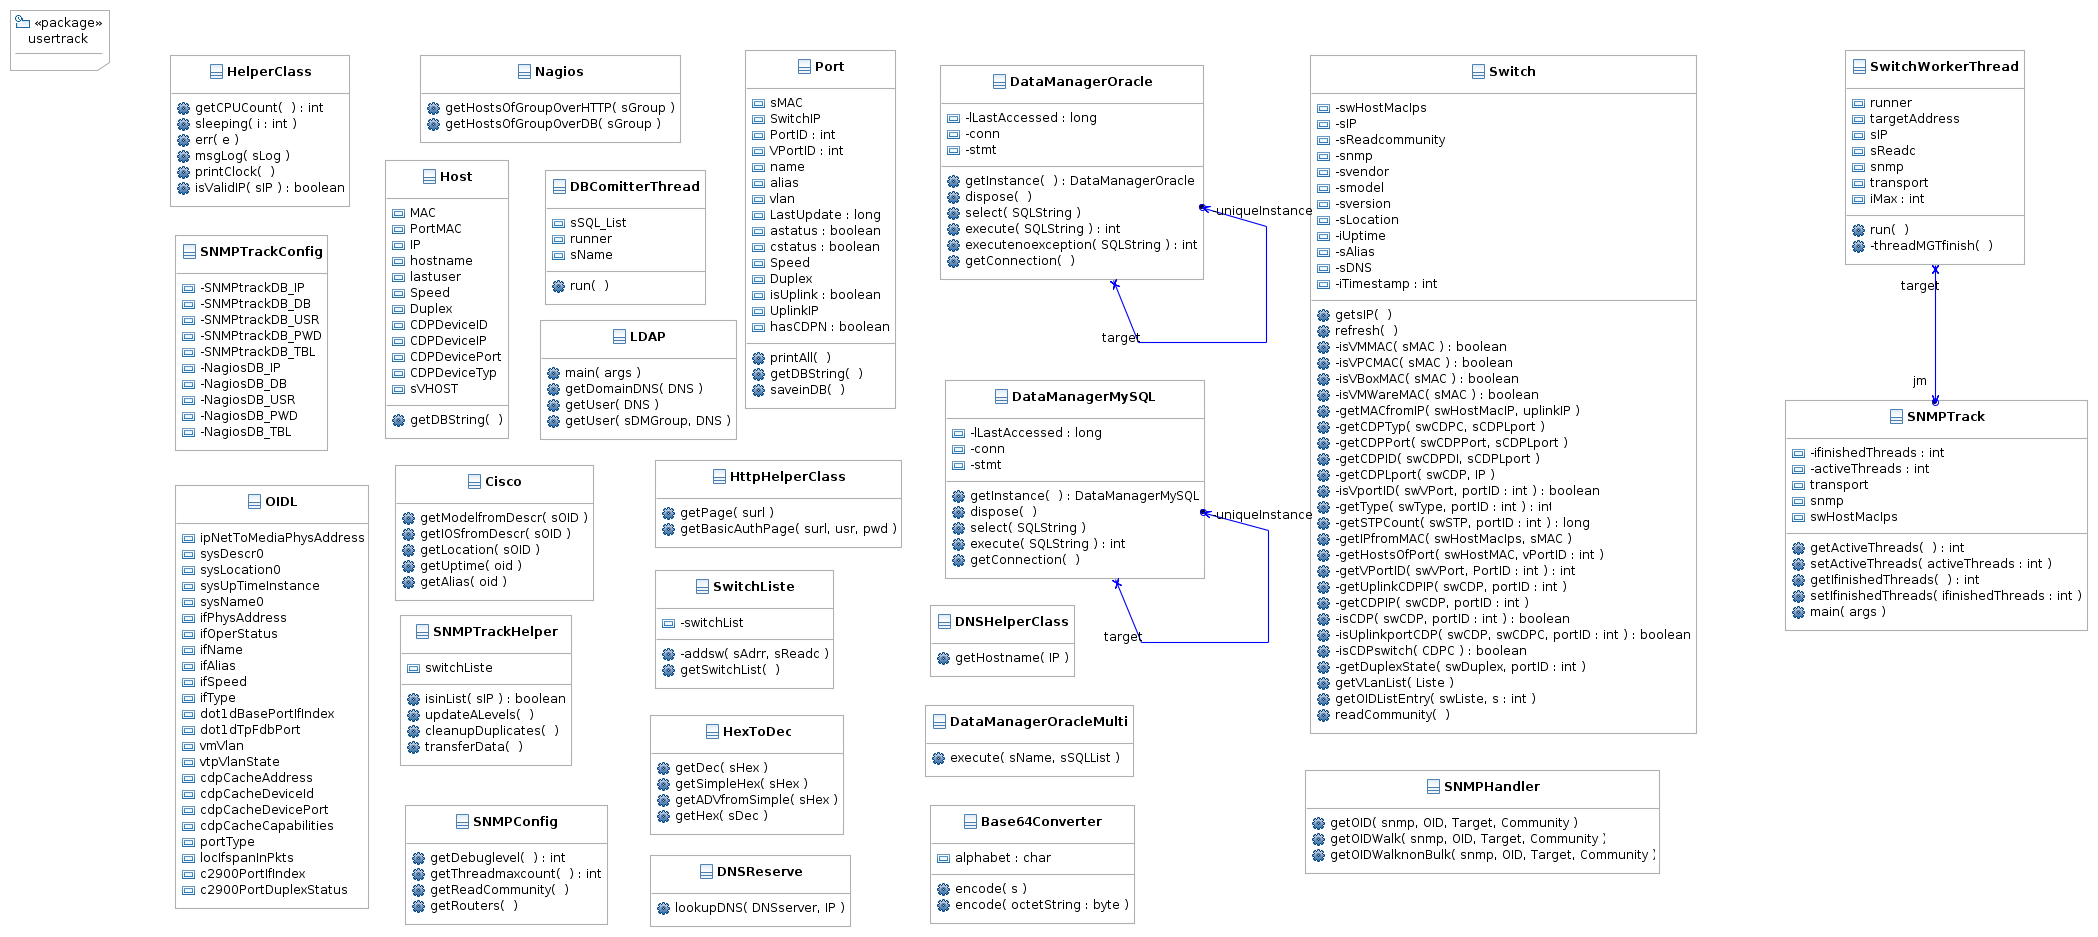 «package»
usertrack
HelperClass
getCPUCount(  ) : int
sleeping( i : int )
err( e )
msgLog( sLog )
printClock(  )
isValidIP( sIP ) : boolean
SNMPTrackConfig
-SNMPtrackDB_IP
-SNMPtrackDB_DB
-SNMPtrackDB_USR
-SNMPtrackDB_PWD
-SNMPtrackDB_TBL
-NagiosDB_IP
-NagiosDB_DB
-NagiosDB_USR
-NagiosDB_PWD
-NagiosDB_TBL
OIDL
ipNetToMediaPhysAddress
sysDescr0
sysLocation0
sysUpTimeInstance
sysName0
ifPhysAddress
ifOperStatus
ifName
ifAlias
ifSpeed
ifType
dot1dBasePortIfIndex
dot1dTpFdbPort
vmVlan
vtpVlanState
cdpCacheAddress
cdpCacheDeviceId
cdpCacheDevicePort
cdpCacheCapabilities
portType
locIfspanInPkts
c2900PortIfIndex
c2900PortDuplexStatus
Nagios
getHostsOfGroupOverHTTP( sGroup )
getHostsOfGroupOverDB( sGroup )
Host
MAC
PortMAC
IP
hostname
lastuser
Speed
Duplex
CDPDeviceID
CDPDeviceIP
CDPDevicePort
CDPDeviceTyp
sVHOST
getDBString(  )
DBComitterThread
sSQL_List
runner
sName
run(  )
LDAP
main( args )
getDomainDNS( DNS )
getUser( DNS )
getUser( sDMGroup, DNS )
Cisco
getModelfromDescr( sOID )
getIOSfromDescr( sOID )
getLocation( sOID )
getUptime( oid )
getAlias( oid )
SNMPTrackHelper
switchListe
isinList( sIP ) : boolean
updateALevels(  )
cleanupDuplicates(  )
transferData(  )
SNMPConfig
getDebuglevel(  ) : int
getThreadmaxcount(  ) : int
getReadCommunity(  )
getRouters(  )
Port
sMAC
SwitchIP
PortID : int
VPortID : int
name
alias
vlan
LastUpdate : long
astatus : boolean
cstatus : boolean
Speed
Duplex
isUplink : boolean
UplinkIP
hasCDPN : boolean
printAll(  )
getDBString(  )
saveinDB(  )
HttpHelperClass
getPage( surl )
getBasicAuthPage( surl, usr, pwd )
SwitchListe
-switchList
-addsw( sAdrr, sReadc )
getSwitchList(  )
HexToDec
getDec( sHex )
getSimpleHex( sHex )
getADVfromSimple( sHex )
getHex( sDec )
DNSReserve
lookupDNS( DNSserver, IP )
DataManagerOracle
-lLastAccessed : long
-conn
-stmt
getInstance(  ) : DataManagerOracle
dispose(  )
select( SQLString )
execute( SQLString ) : int
executenoexception( SQLString ) : int
getConnection(  )
-uniqueInstance
target
DataManagerMySQL
-lLastAccessed : long
-conn
-stmt
getInstance(  ) : DataManagerMySQL
dispose(  )
select( SQLString )
execute( SQLString ) : int
getConnection(  )
-uniqueInstance
target
DNSHelperClass
getHostname( IP )
DataManagerOracleMulti
execute( sName, sSQLList )
Base64Converter
alphabet : char
encode( s )
encode( octetString : byte )
Switch
-swHostMacIps
-sIP
-sReadcommunity
-snmp
-svendor
-smodel
-sversion
-sLocation
-iUptime
-sAlias
-sDNS
-iTimestamp : int
getsIP(  )
refresh(  )
-isVMMAC( sMAC ) : boolean
-isVPCMAC( sMAC ) : boolean
-isVBoxMAC( sMAC ) : boolean
-isVMWareMAC( sMAC ) : boolean
-getMACfromIP( swHostMacIP, uplinkIP )
-getCDPTyp( swCDPC, sCDPLport )
-getCDPPort( swCDPPort, sCDPLport )
-getCDPID( swCDPDI, sCDPLport )
-getCDPLport( swCDP, IP )
-isVportID( swVPort, portID : int ) : boolean
-getType( swType, portID : int ) : int
-getSTPCount( swSTP, portID : int ) : long
-getIPfromMAC( swHostMacIps, sMAC )
-getHostsOfPort( swHostMAC, vPortID : int )
-getVPortID( swVPort, PortID : int ) : int
-getUplinkCDPIP( swCDP, portID : int )
-getCDPIP( swCDP, portID : int )
-isCDP( swCDP, portID : int ) : boolean
-isUplinkportCDP( swCDP, swCDPC, portID : int ) : boolean
-isCDPswitch( CDPC ) : boolean
-getDuplexState( swDuplex, portID : int )
getVLanList( Liste )
getOIDListEntry( swListe, s : int )
readCommunity(  )
SNMPHandler
getOID( snmp, OID, Target, Community )
getOIDWalk( snmp, OID, Target, Community )
getOIDWalknonBulk( snmp, OID, Target, Community )
SwitchWorkerThread
runner
targetAddress
sIP
sReadc
snmp
transport
iMax : int
run(  )
-threadMGTfinish(  )
target
jm
SNMPTrack
-ifinishedThreads : int
-activeThreads : int
transport
snmp
swHostMacIps
getActiveThreads(  ) : int
setActiveThreads( activeThreads : int )
getIfinishedThreads(  ) : int
setIfinishedThreads( ifinishedThreads : int )
main( args )